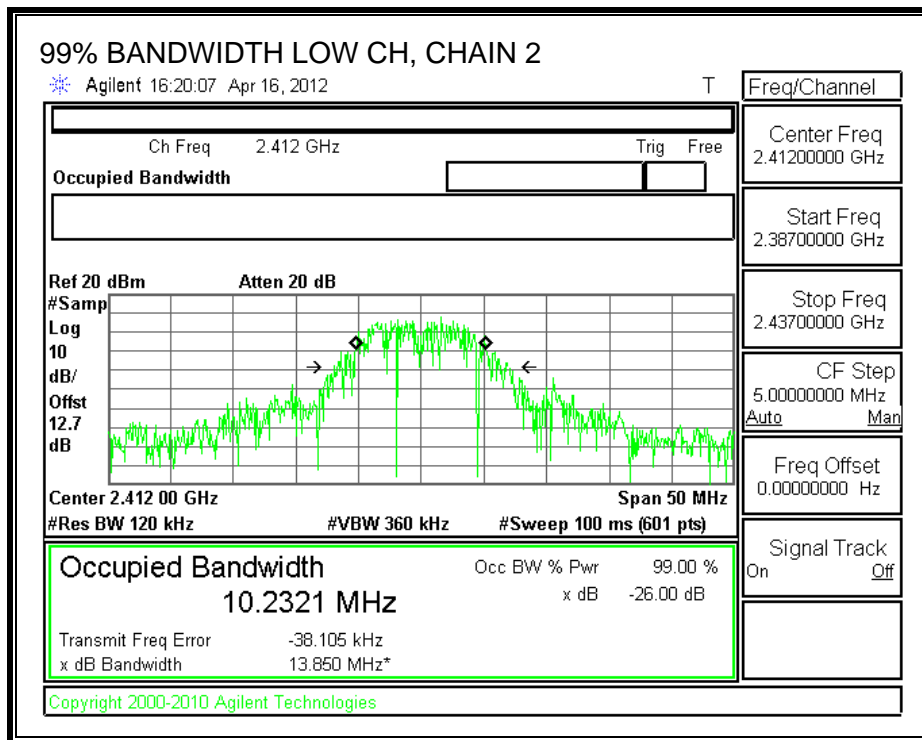 99% BANDWIDTH LOW CH, CHAIN 2
Agilent 16:20:07 Apr 16, 2012 T
Freq/Channel
Ch Freq 2.412 GHz Trig Free
Occupied Bandwidth
Center Freq
2.41200000 GHz
Start Freq
2.38700000 GHz
Stop Freq
2.43700000 GHz
CF Step
5.00000000 MHz
Auto Man
Freq Offset
0.00000000 Hz
Signal Track
On Off
Ref 20 dBm Atten 20 dB
#Samp
Log
10
dB/
Offst
12.7
dB
Center 2.412 00 GHz Span 50 MHz
#Res BW 120 kHz #VBW 360 kHz #Sweep 100 ms (601 pts)
Occupied Bandwidth
10.2321 MHz
Occ BW % Pwr 99.00 %
x dB -26.00 dB
Transmit Freq Error -38.105 kHz
x dB Bandwidth 13.850 MHz*
Copyright 2000-2010 Agilent Technologies